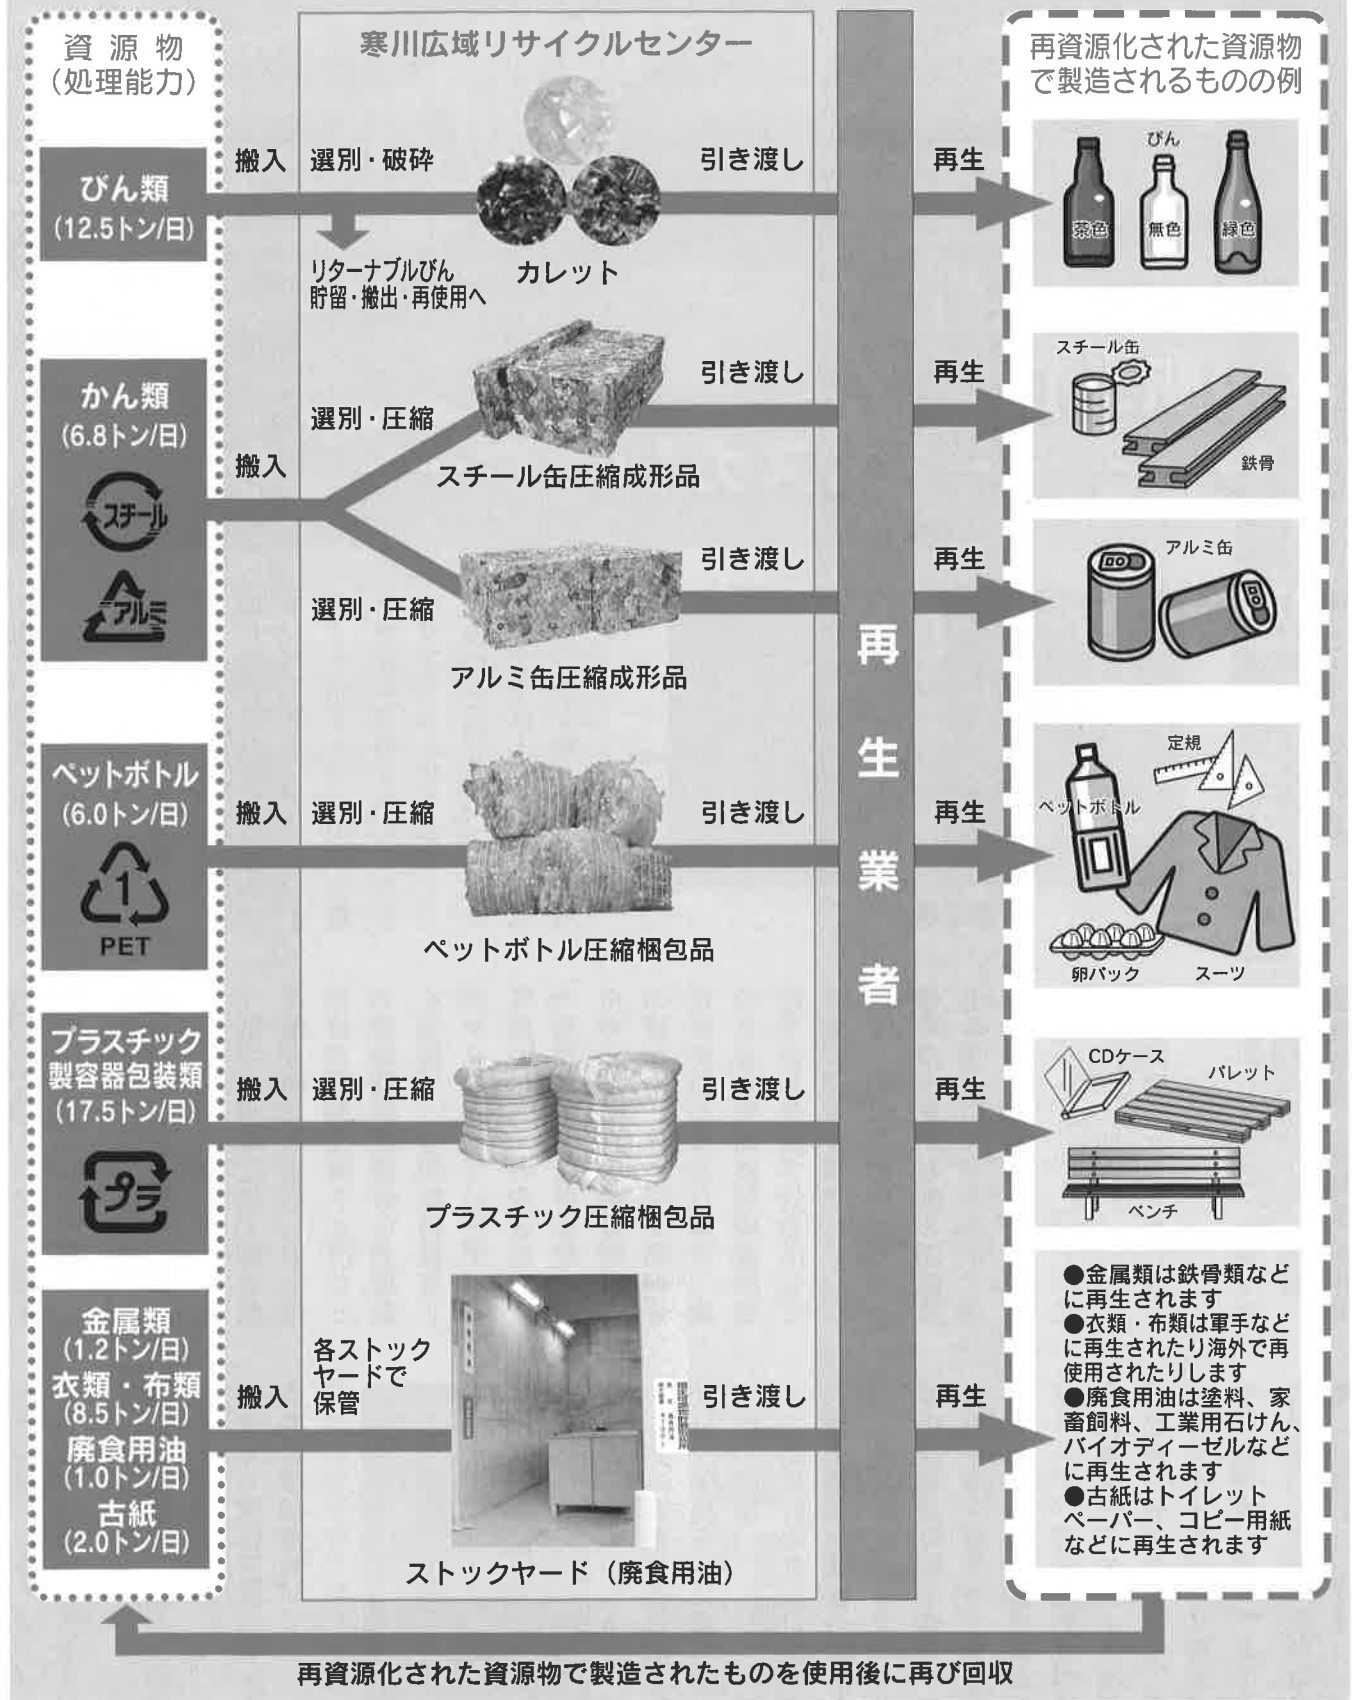 資源物
（処理能力）
寒川広域リサイクルセンター
再資源化された資源物
で製造されるものの例
びん類
(12.5トン/日)
搬入
選別・破砕
引き渡し
再生
リターナブルびん
貯留・搬出・再使用へ
カレット
びん
茶色
無色
緑色
かん類
(6.8トン/日)
スチール
アルミ
搬入
選別・圧縮
引き渡し
再生
スチール缶圧縮成形品
スチール缶
鉄骨
選別・圧縮
引き渡し
再生
アルミ缶圧縮成形品
アルミ缶
再生業者
ペットボトル
(6.0トン/日)
1
PET
搬入
選別・圧縮
引き渡し
再生
ペットボトル圧縮梱包品
定規
ペットボトル
卵パック
スーツ
プラスチック
製容器包装類
(17.5トン/日)
プラ
搬入
選別・圧縮
引き渡し
再生
プラスチック圧縮梱包品
CDケース
パレット
ベンチ
金属類
(1.2トン/日)
衣類・布類
(8.5トン/日)
廃食用油
(1.0トン/日)
古紙
(2.0トン/日)
搬入
各ストック
ヤードで
保管
引き渡し
再生
ストックヤード（廃食用油）
●金属類は鉄骨類など
に再生されます
●衣類・布類は軍手など
に再生されたり海外で再
使用されたりします
●廃食用油は塗料、家
畜飼料、工業用石けん、
バイオディーゼルなど
に再生されます
●古紙はトイレット
ペーパー、コピー用紙
などに再生されます
再資源化された資源物で製造されたものを使用後に再び回収